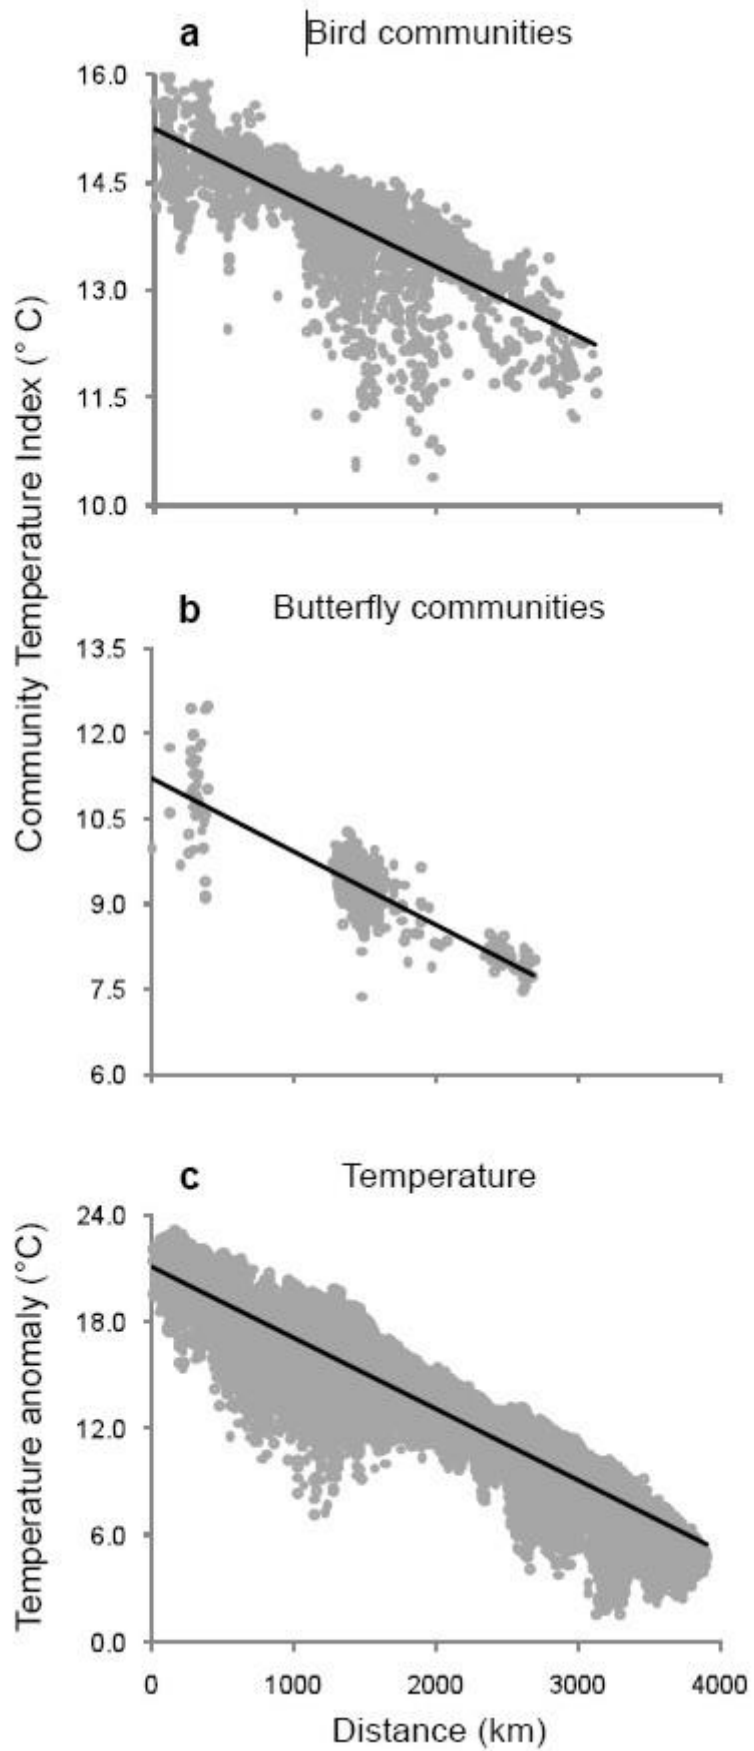 a Bird communities
16.0
14.5
13.0
11.5
10.0
Community Temperature Index (° C)
b Butterfly communities
13.5
12.0
10.5
9.0
7.5
6.0
c Temperature
24.0
18.0
12.0
6.0
0.0
Temperature anomaly (°C)
0 1000 2000 3000 4000
Distance (km)